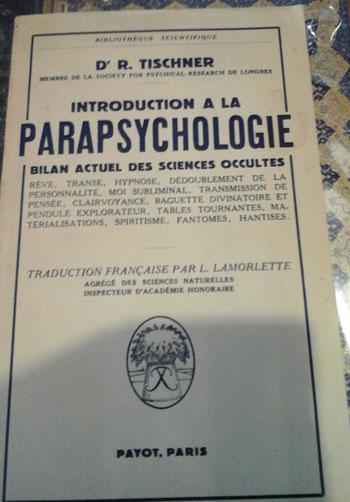 BIBLIOTHÈQUE SCIENTIFIQUE
Dr R. TISCHNER
MEMBRE DE LA SOCIETY FOR PSYCHICAL RESEARCH DE LONDRES
INTRODUCTION A LA
PARAPSYCHOLOGIE
BILAN ACTUEL DES SCIENCES OCCULTES
RÊVE, TRANSE, HYPNOSE, DÉDOUBLEMENT DE LA
PERSONNALITÉ, MOI SUBLIMINAL, TRANSMISSION DE
PENSÉE, CLAIRVOYANCE, BAGUETTE DIVINATOIRE ET
PENDULE EXPLORATEUR, TABLES TOURNANTES, MA-
TÉRIALISATIONS, SPIRITISME, FANTOMES, HANTISES.
TRADUCTION FRANÇAISE PAR L. LAMORLETTE
AGRÉGÉ DES SCIENCES NATURELLES
INSPECTEUR D'ACADÉMIE HONORAIRE
PAYOT, PARIS